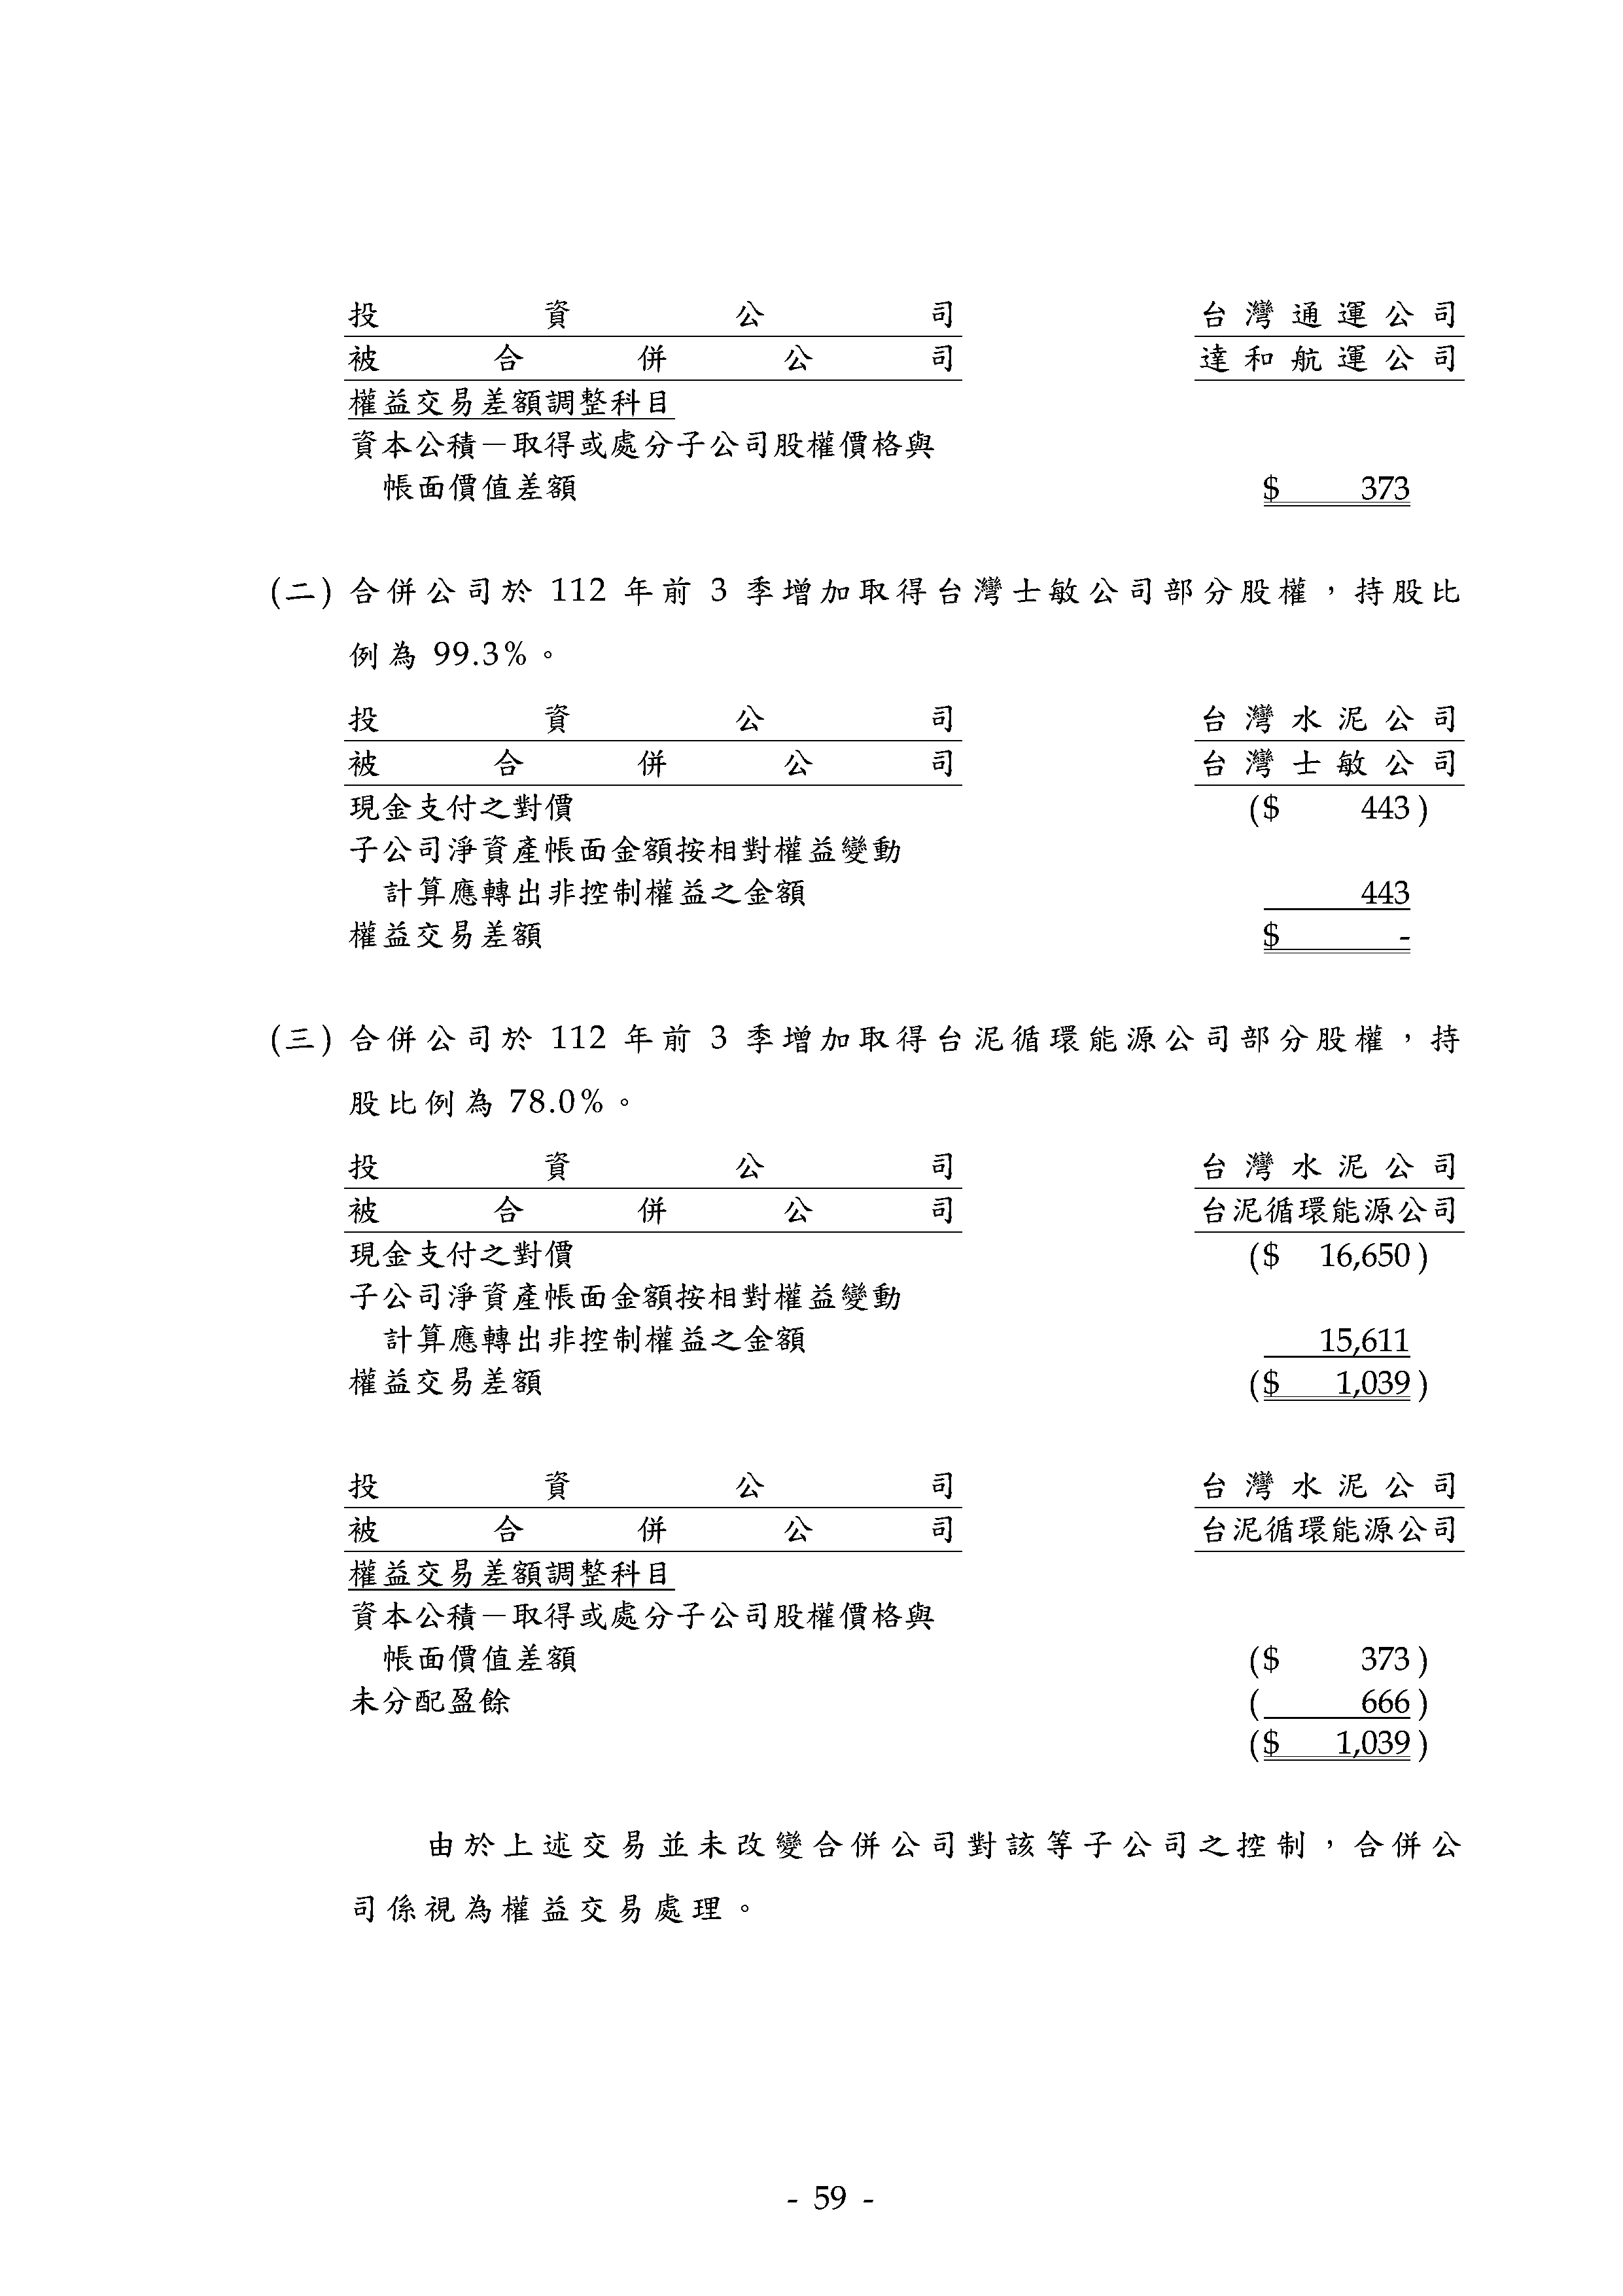 投資公司 台灣通運公司
被合併公司 達和航運公司
權益交易差額調整科目
資本公積－取得或處分子公司股權價格與
帳面價值差額 $ 373
(二) 合併公司於 112 年前 3 季增加取得台灣士敏公司部分股權，持股比
例為 99.3%。
投資公司 台灣水泥公司
被合併公司 台灣士敏公司
現金支付之對價 ($ 443)
子公司淨資產帳面金額按相對權益變動
計算應轉出非控制權益之金額 443
權益交易差額 $ -
(三) 合併公司於 112 年前 3 季增加取得台泥循環能源公司部分股權，持
股比例為 78.0%。
投資公司 台灣水泥公司
被合併公司 台泥循環能源公司
現金支付之對價 ($ 16,650)
子公司淨資產帳面金額按相對權益變動
計算應轉出非控制權益之金額 15,611
權益交易差額 ($ 1,039)
投資公司 台灣水泥公司
被合併公司 台泥循環能源公司
權益交易差額調整科目
資本公積－取得或處分子公司股權價格與
帳面價值差額 ($ 373)
未分配盈餘 ( 666)
($ 1,039)
由於上述交易並未改變合併公司對該等子公司之控制，合併公
司係視為權益交易處理。
- 59 -